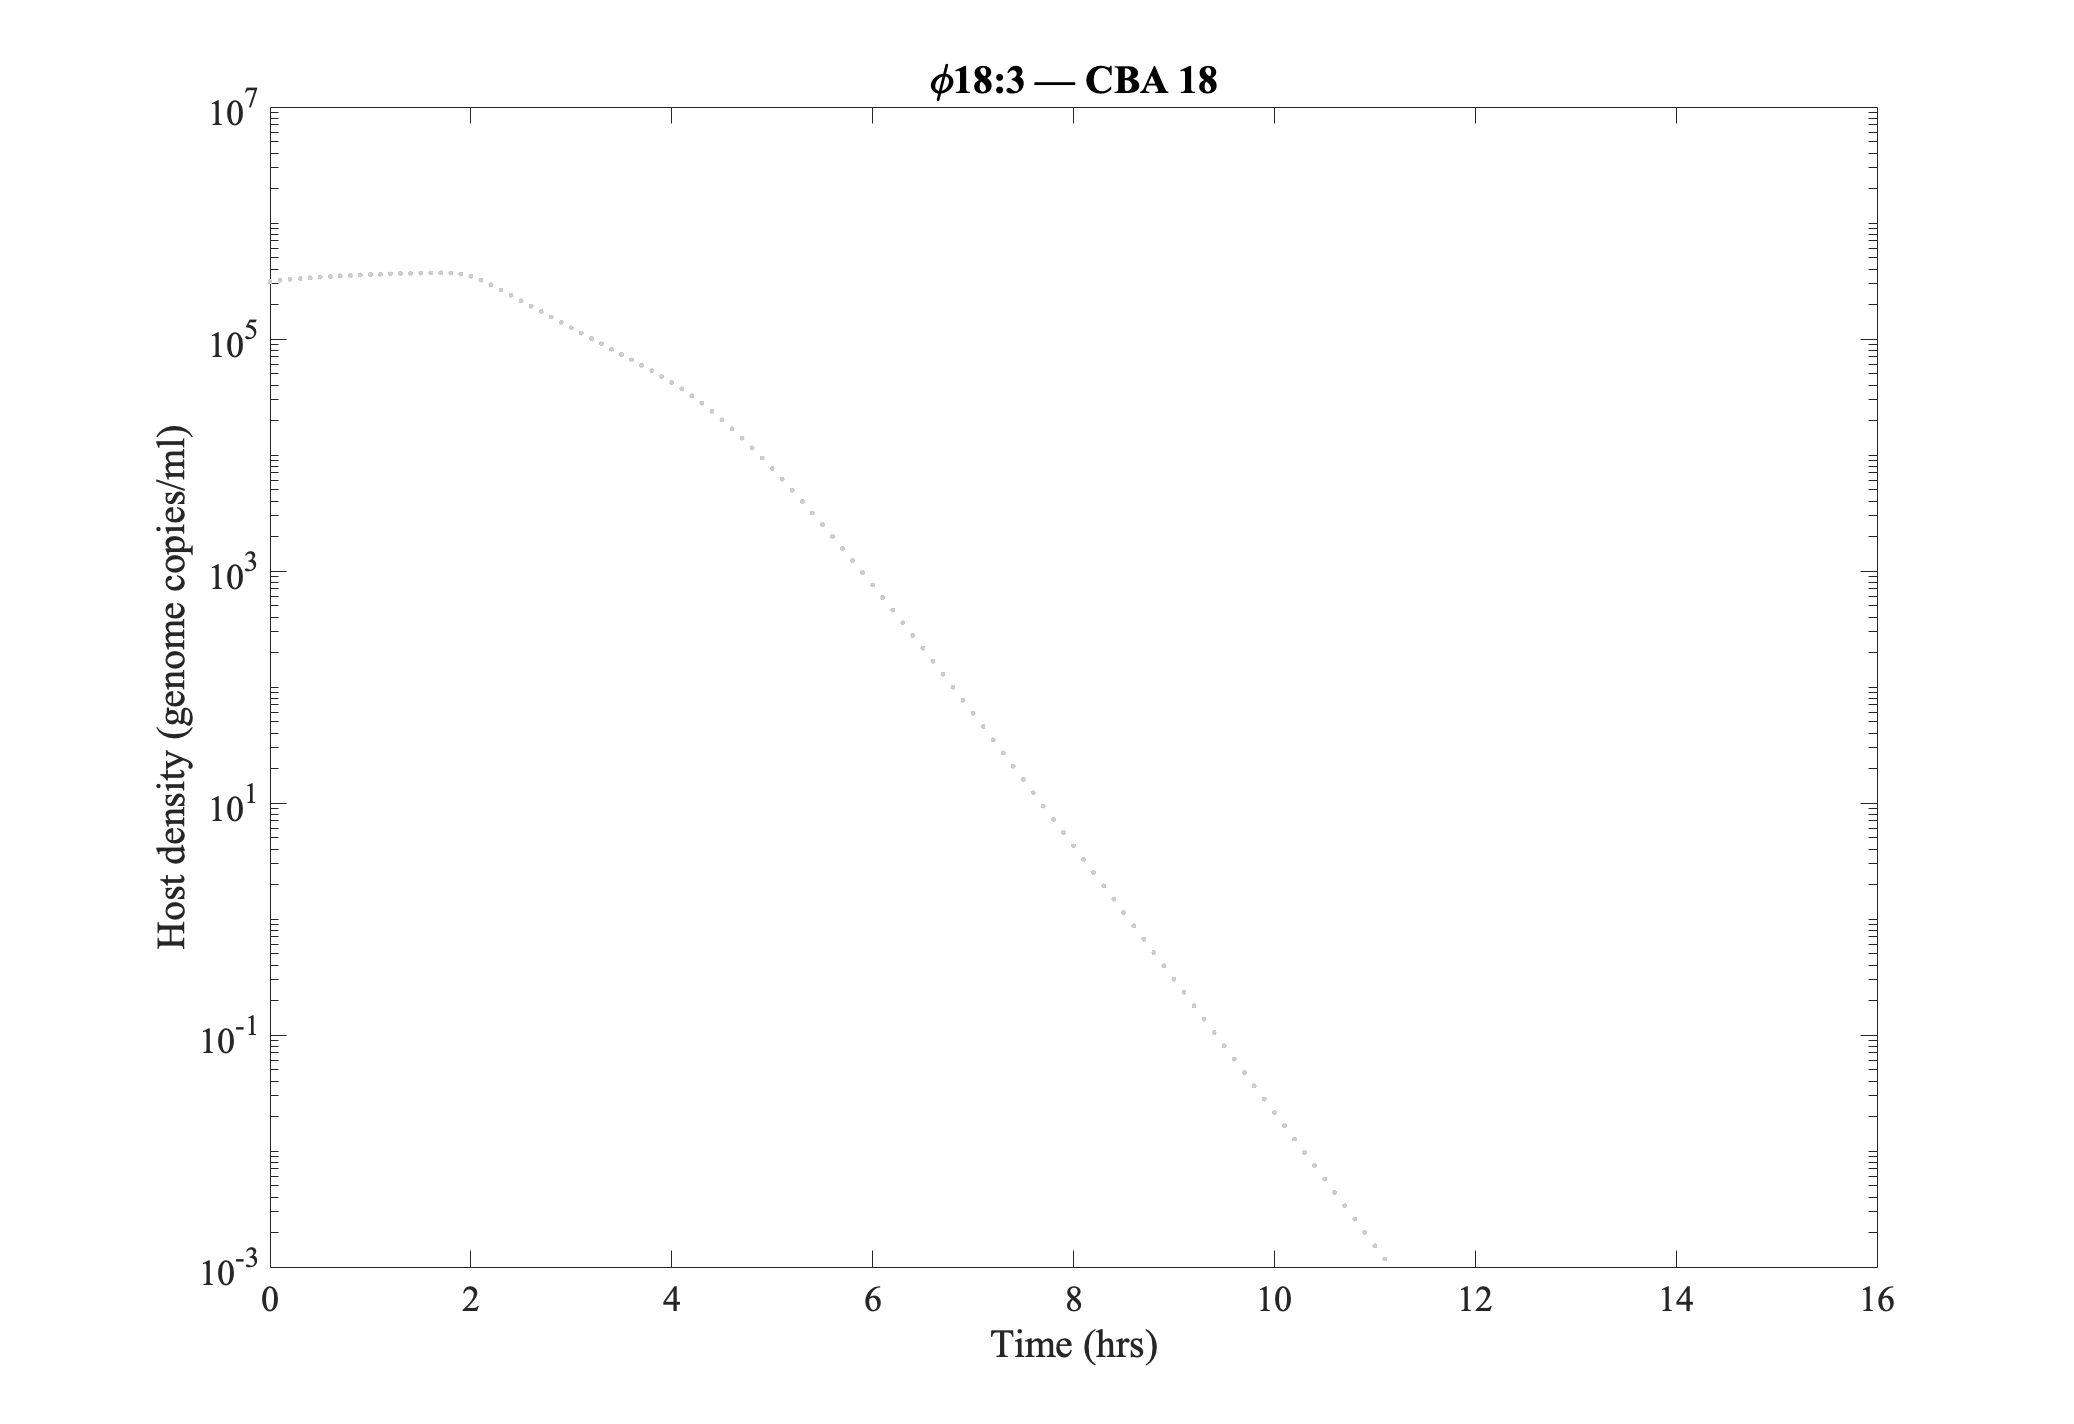 ϕ18:3 — CBA 18
10^7
10^5
10^3
10^1
10^-1
10^-3
Host density (genome copies/ml)
0 2 4 6 8 10 12 14 16
Time (hrs)